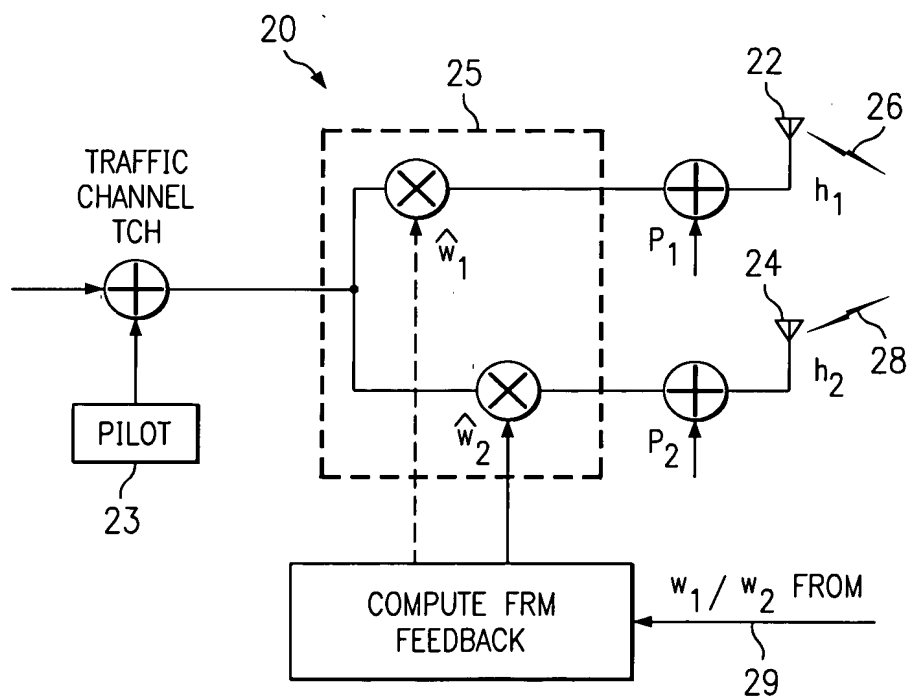 20
25
22
26
TRAFFIC
CHANNEL
TCH
ŵ1
P1
h1
24
28
ŵ2
P2
h2
PILOT
23
COMPUTE FRM
FEEDBACK
w1 / w2 FROM
29